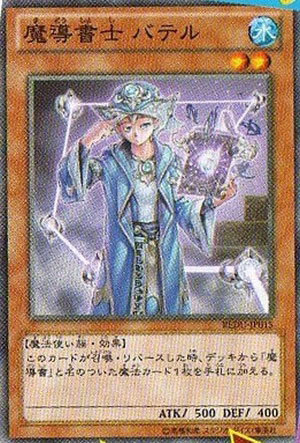 魔導書士 バテル
水
REDU-JP015
【魔法使い族・効果】
このカードが召喚・リバースした時、デッキから「魔
導書」と名のついた魔法カード1枚を手札に加える。
ATK/ 500 DEF/ 400